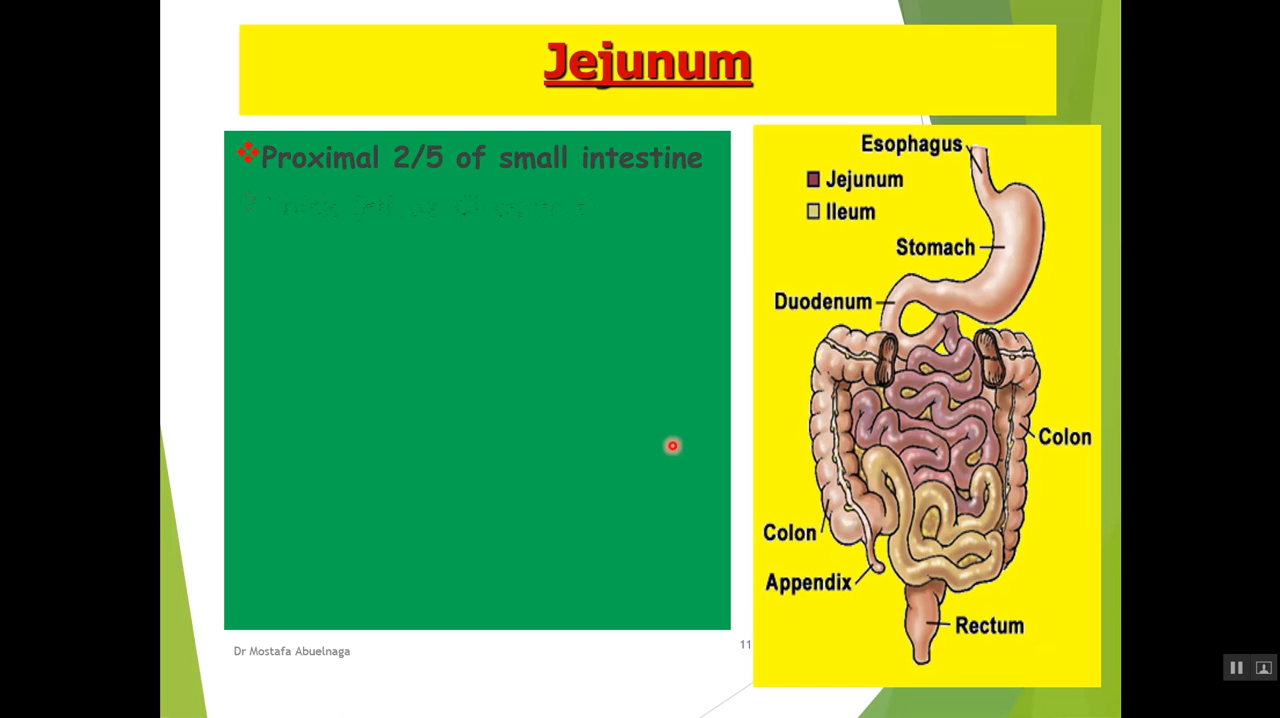 Jejunum
Proximal 2/5 of small intestine
Esophagus
Jejunum
Ileum
Stomach
Duodenum
Colon
Colon
Appendix
Rectum
Dr Mostafa Abuelnaga
11